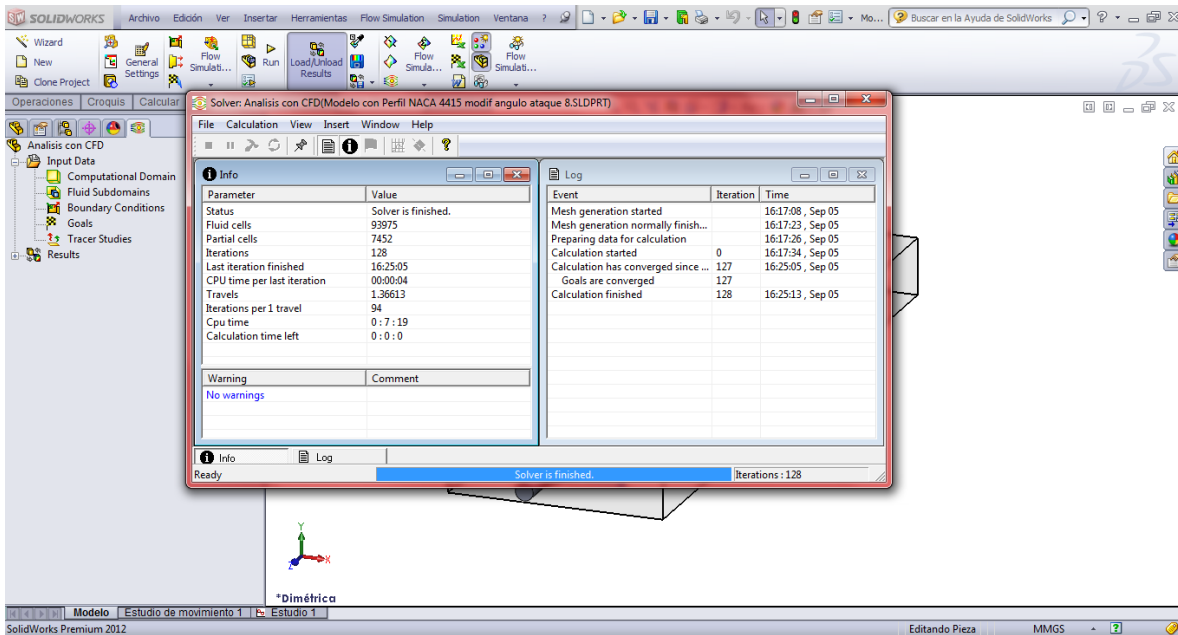 SOLIDWORKS Archivo Edición Ver Insertar Herramientas Flow Simulation Simulation Ventana ? Mo... Buscar en la Ayuda de SolidWorks
Wizard
New
Clone Project
General Settings
Flow Simulati...
Run
Load/Unload Results
Flow Simula...
Flow Simulati...
Operaciones Croquis Calcular
Analisis con CFD
Input Data
Computational Domain
Fluid Subdomains
Boundary Conditions
Goals
Tracer Studies
Results
Solver: Analisis con CFD(Modelo con Perfil NACA 4415 modif angulo ataque 8.SLDPRT)
File Calculation View Insert Window Help
Info
Parameter Value
Status Solver is finished.
Fluid cells 93975
Partial cells 7452
Iterations 128
Last iteration finished 16:25:05
CPU time per last iteration 00:00:04
Travels 1.36613
Iterations per 1 travel 94
Cpu time 0 : 7 : 19
Calculation time left 0 : 0 : 0
Warning Comment
No warnings
Log
Event Iteration Time
Mesh generation started 16:17:08 , Sep 05
Mesh generation normally finish... 16:17:23 , Sep 05
Preparing data for calculation 16:17:26 , Sep 05
Calculation started 0 16:17:34 , Sep 05
Calculation has converged since ... 127 16:25:05 , Sep 05
Goals are converged 127
Calculation finished 128 16:25:13 , Sep 05
Info Log
Ready Solver is finished. Iterations : 128
Y
X
Z
*Dimétrica
Modelo Estudio de movimiento 1 Estudio 1
SolidWorks Premium 2012 Editando Pieza MMGS